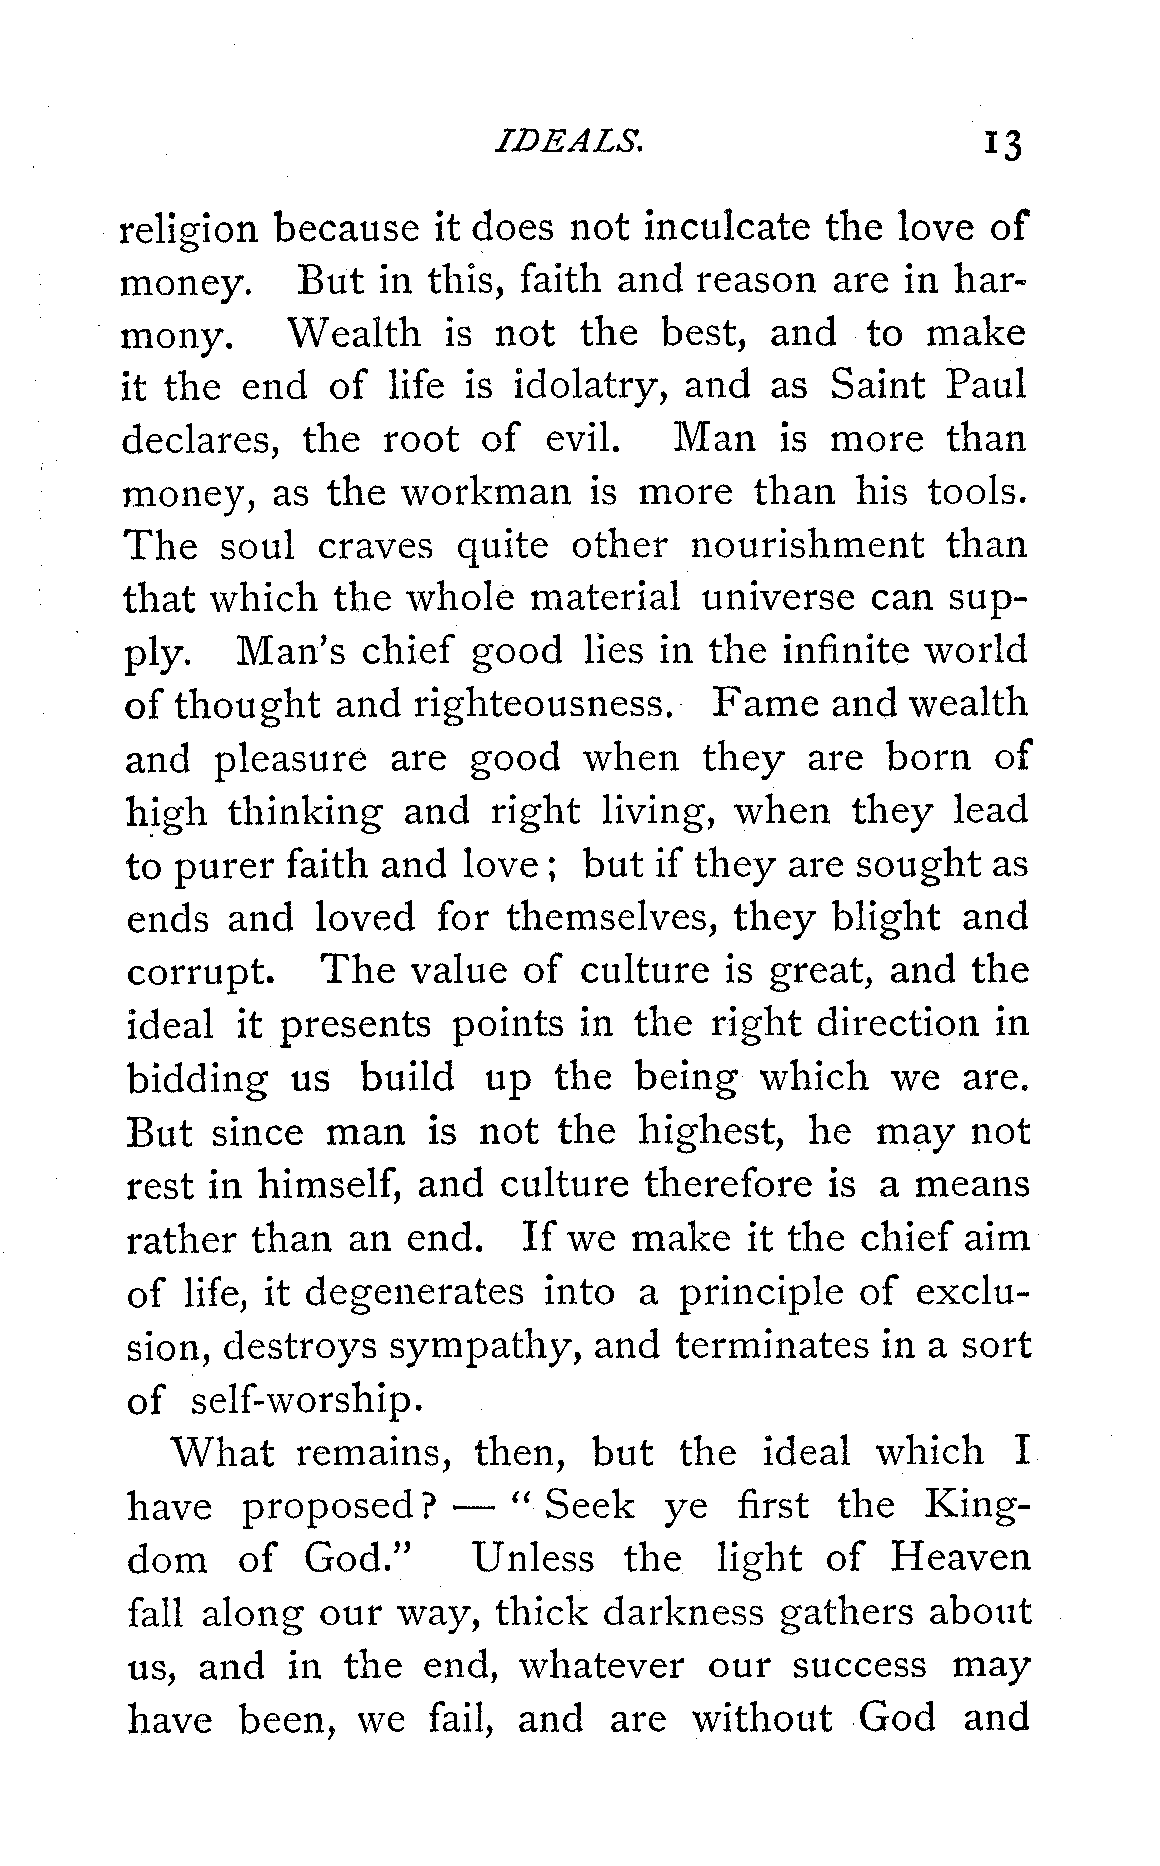 IDEALS. 13
religion because it does not inculcate the love of
money. But in this, faith and reason are in har-
mony. Wealth is not the best, and to make
it the end of life is idolatry, and as Saint Paul
declares, the root of evil. Man is more than
money, as the workman is more than his tools.
The soul craves quite other nourishment than
that which the whole material universe can sup-
ply. Man's chief good lies in the infinite world
of thought and righteousness. Fame and wealth
and pleasure are good when they are born of
high thinking and right living, when they lead
to purer faith and love; but if they are sought as
ends and loved for themselves, they blight and
corrupt. The value of culture is great, and the
ideal it presents points in the right direction in
bidding us build up the being which we are.
But since man is not the highest, he may not
rest in himself, and culture therefore is a means
rather than an end. If we make it the chief aim
of life, it degenerates into a principle of exclu-
sion, destroys sympathy, and terminates in a sort
of self-worship.
What remains, then, but the ideal which I
have proposed? — "Seek ye first the King-
dom of God." Unless the light of Heaven
fall along our way, thick darkness gathers about
us, and in the end, whatever our success may
have been, we fail, and are without God and